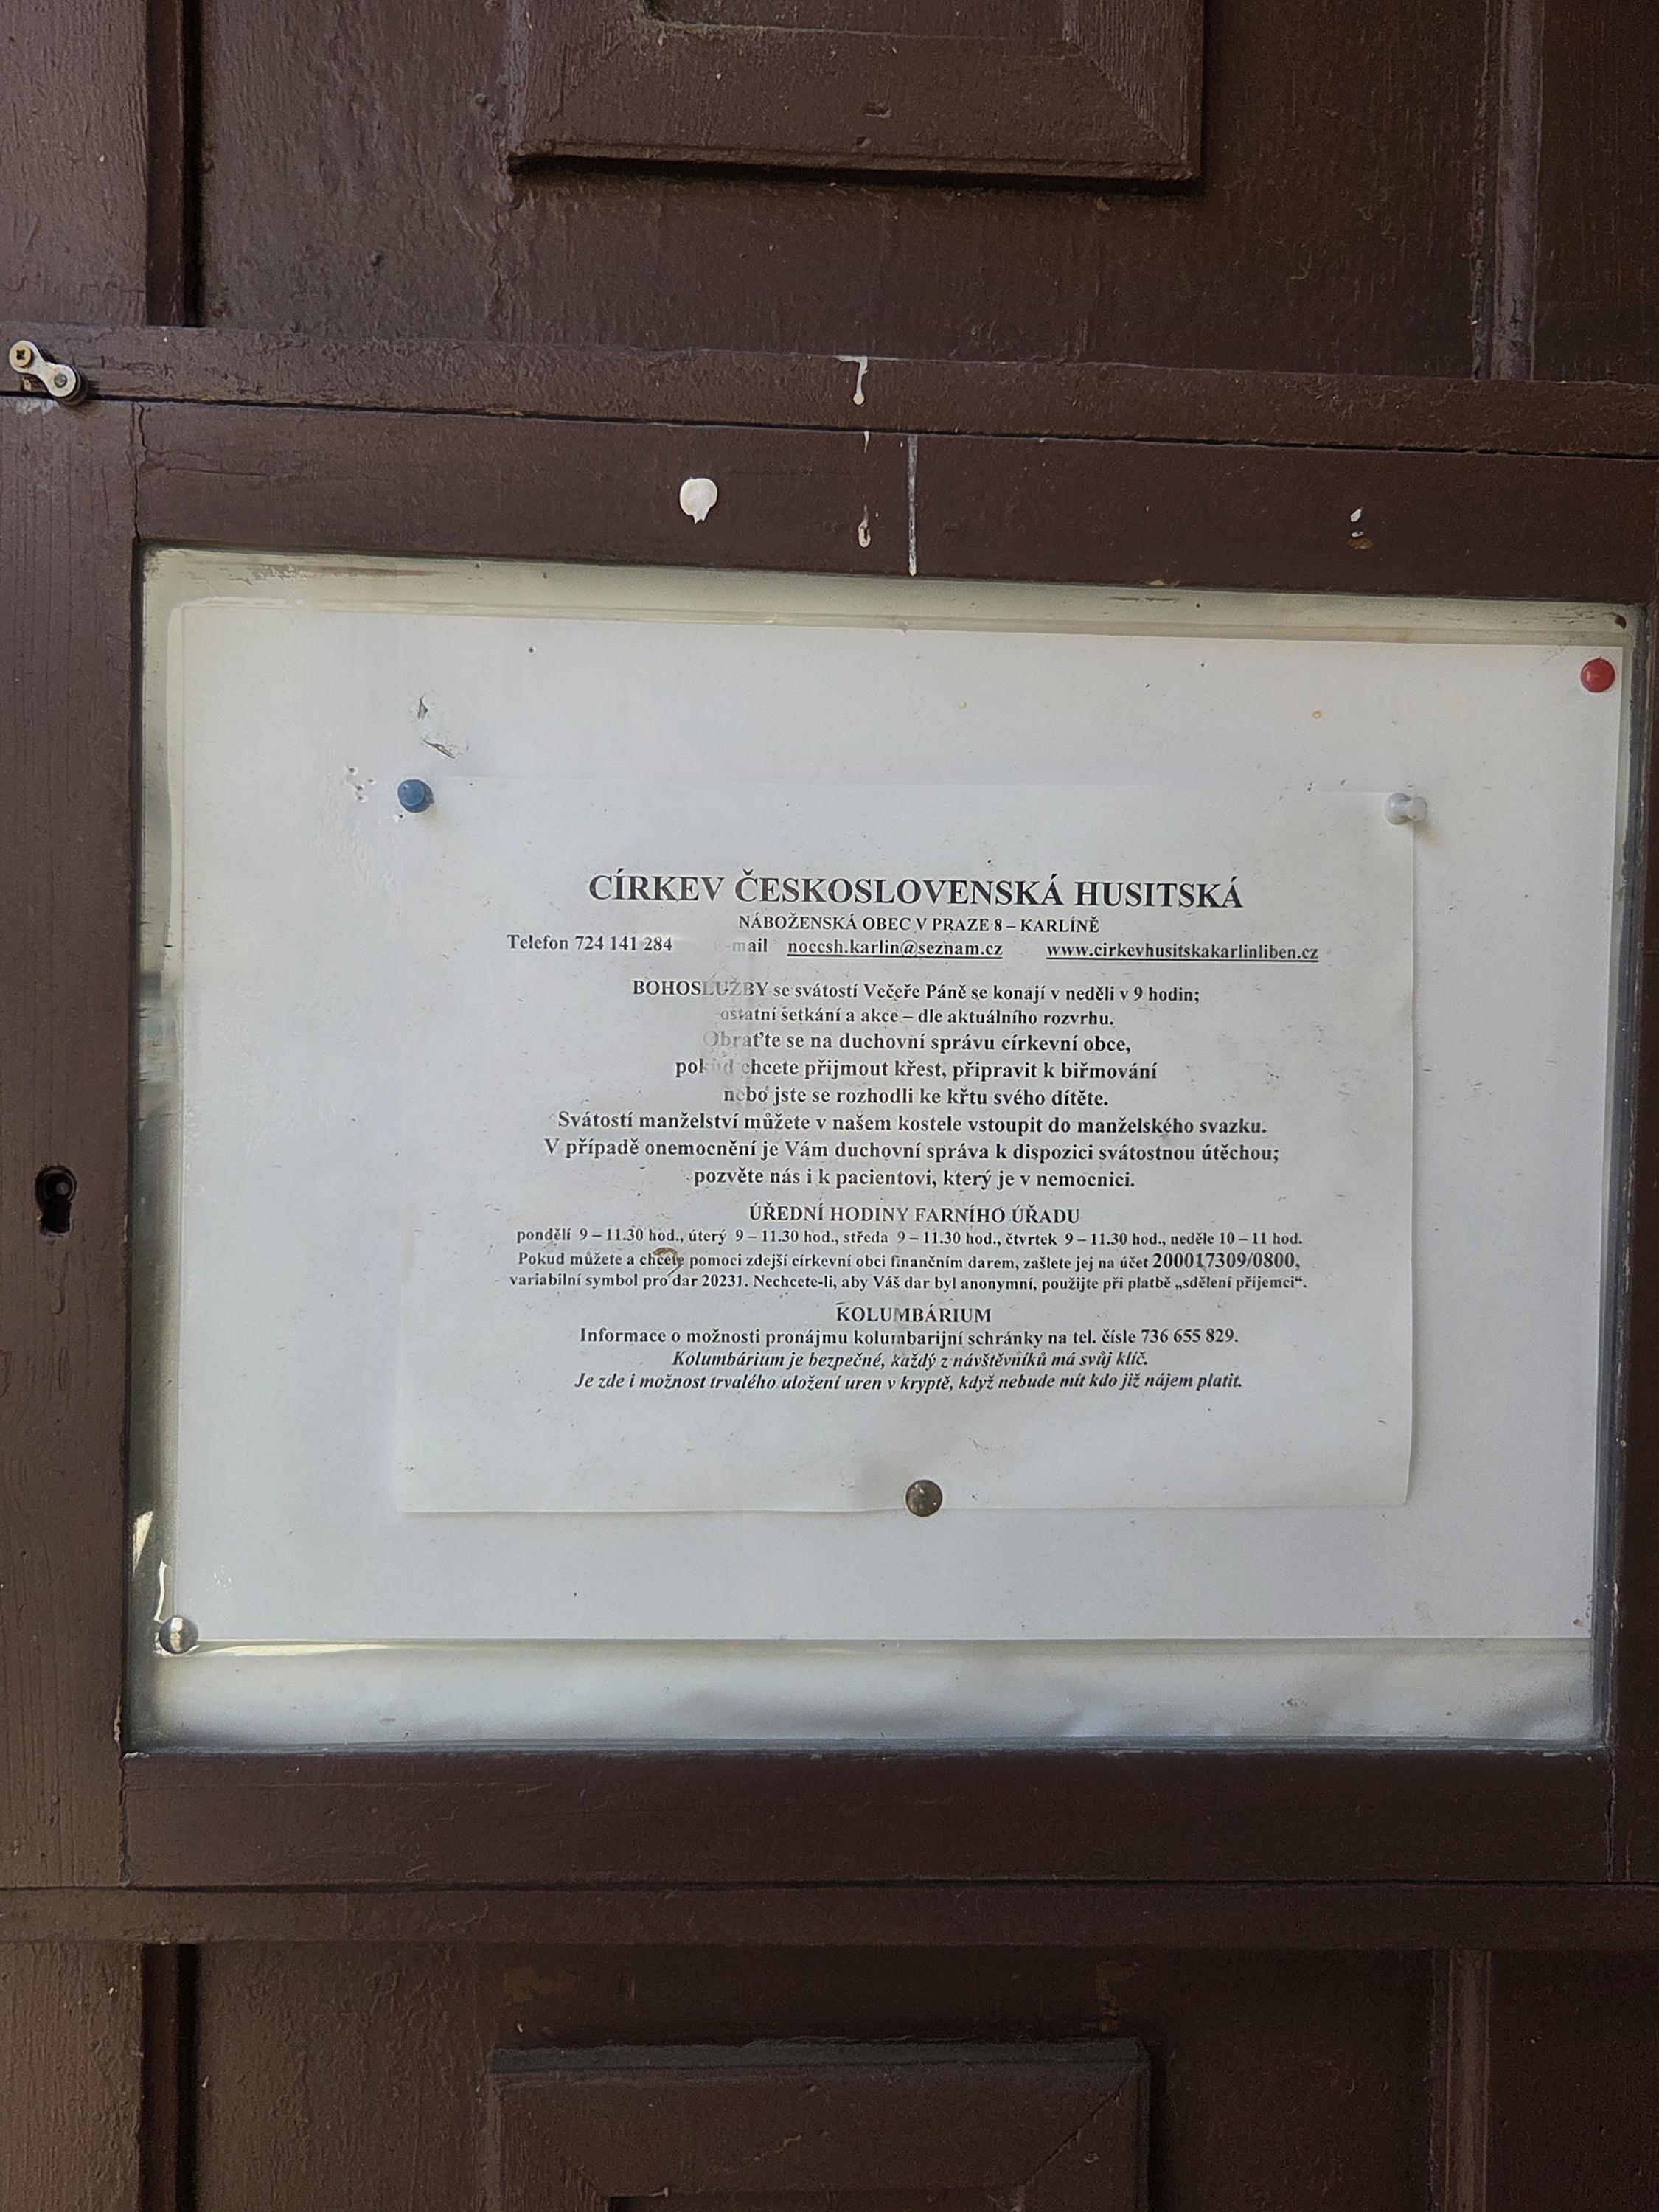 CÍRKEV ČESKOSLOVENSKÁ HUSITSKÁ
NÁBOŽENSKÁ OBEC V PRAZE 8 – KARLÍNĚ
Telefon 724 141 284 E-mail noccsh.karlin@seznam.cz www.cirkevhusitskakarlinliben.cz
BOHOSLUŽBY se svátostí Večeře Páně se konají v neděli v 9 hodin;
ostatní setkání a akce – dle aktuálního rozvrhu.
Obraťte se na duchovní správu církevní obce,
pokud chcete přijmout křest, připravit k biřmování
nebo jste se rozhodli ke křtu svého dítěte.
Svátostí manželství můžete v našem kostele vstoupit do manželského svazku.
V případě onemocnění je Vám duchovní správa k dispozici svátostnou útěchou;
pozvěte nás i k pacientovi, který je v nemocnici.
ÚŘEDNÍ HODINY FARNÍHO ÚŘADU
pondělí 9 – 11.30 hod., úterý 9 – 11.30 hod., středa 9 – 11.30 hod., čtvrtek 9 – 11.30 hod., neděle 10 – 11 hod.
Pokud můžete a chcete pomoci zdejší církevní obci finančním darem, zašlete jej na účet 200017309/0800,
variabilní symbol pro dar 20231. Nechcete-li, aby Váš dar byl anonymní, použijte při platbě „sdělení příjemci“.
KOLUMBÁRIUM
Informace o možnosti pronájmu kolumbarijní schránky na tel. čísle 736 655 829.
Kolumbárium je bezpečné, každý z návštěvníků má svůj klíč.
Je zde i možnost trvalého uložení uren v kryptě, když nebude mít kdo již nájem platit.